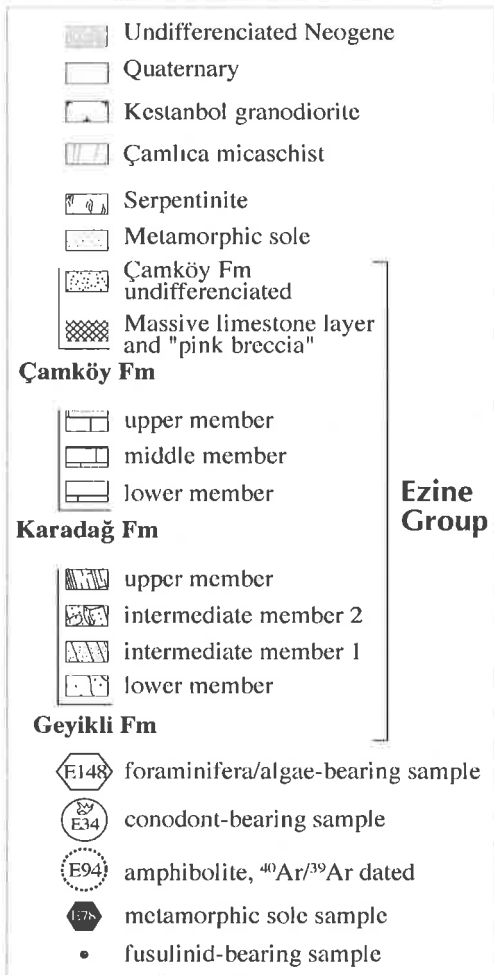 Undifferenciated Neogene
Quaternary
Kestanbol granodiorite
Çamlıca micaschist
Serpentinite
Metamorphic sole
Çamköy Fm
undifferenciated
Massive limestone layer
and "pink breccia"
Çamköy Fm
upper member
middle member
lower member
Karadağ Fm
upper member
intermediate member 2
intermediate member 1
lower member
Geyikli Fm
Ezine
Group
E148 foraminifera/algae-bearing sample
E34 conodont-bearing sample
E94 amphibolite, ⁴⁰Ar/³⁹Ar dated
E78 metamorphic sole sample
fusulinid-bearing sample